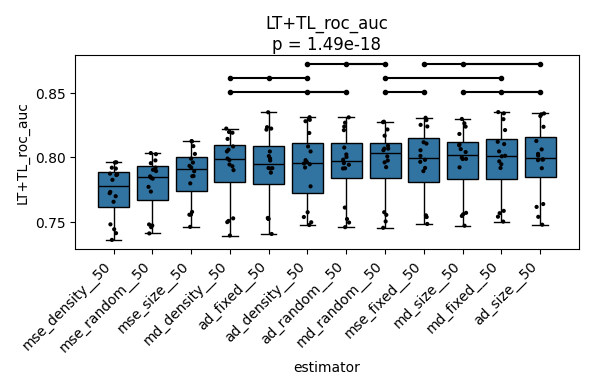 LT+TL_roc_auc
p = 1.49e-18
LT+TL_roc_auc
0.85
0.80
0.75
mse_density__50
mse_random__50
mse_size__50
md_density__50
ad_fixed__50
ad_density__50
ad_random__50
md_random__50
mse_fixed__50
md_size__50
md_fixed__50
ad_size__50
estimator